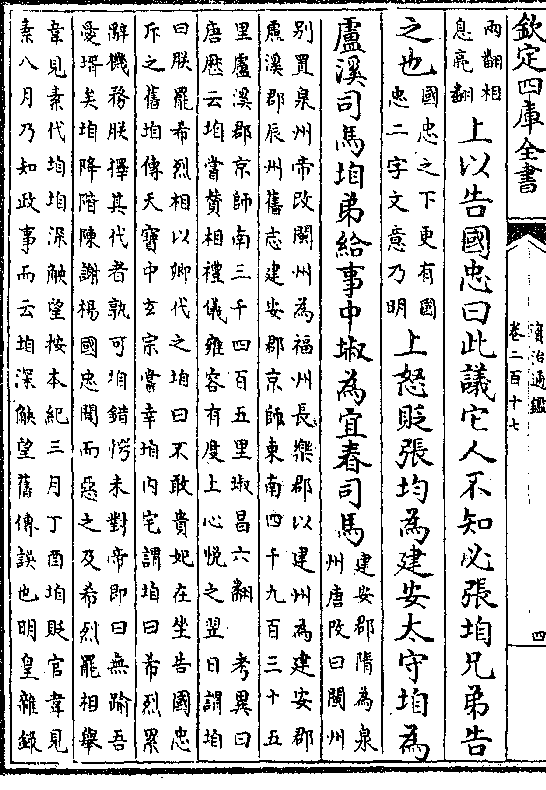 欽定四庫全書
資治通鑑
卷二百十七
四
兩翻相
息亮翻
上以告國忠曰此議它人不知必張垍兄弟告
之也
國忠之下更有國
忠二字文意乃明
上怒貶張均為建安太守垍為
盧溪司馬垍弟給事中埱為宜春司馬
建安郡隋為泉
州唐改曰閩州
别置泉州帝改閩州為福州長樂郡以建州為建安郡
盧溪郡辰州舊志建安郡京師東南四千九百三十五
里盧溪郡京師南三千四百五里埱昌六翻　考異曰
唐厯云垍嘗贊相禮儀雍容有度上心悦之翌日謂垍
曰朕罷希烈相以卿代之垍曰不敢貴妃在坐告國忠
斥之舊垍傳天寳中玄宗嘗幸垍内宅謂垍曰希烈累
辭機務朕擇其代者孰可垍錯愕未對帝即曰無踰吾
愛壻矣垍降階陳謝楊國忠聞而惡之及希烈罷相舉
韋見素代垍垍深觖望按本紀三月丁酉垍貶官韋見
素八月乃知政事而云垍深觖望舊傳誤也明皇雜録